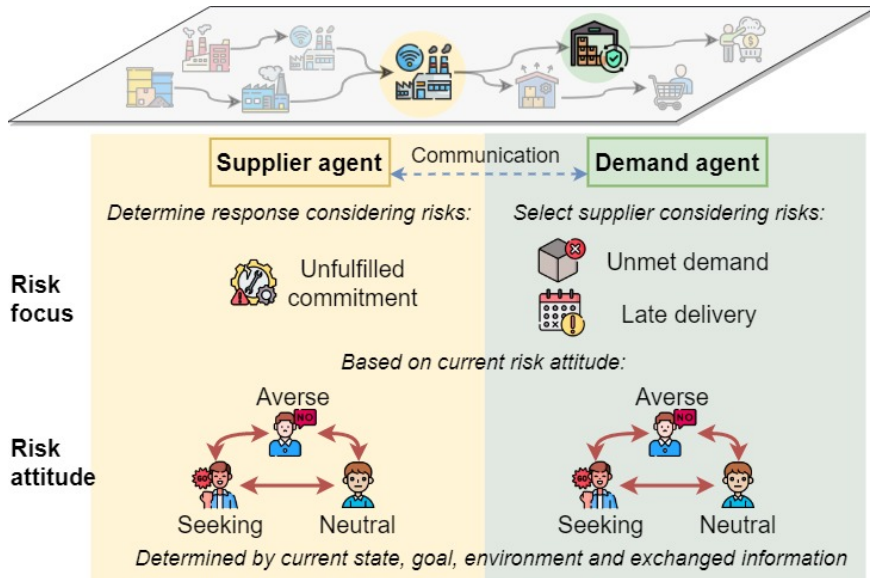 Supplier agent
Communication
Demand agent
Determine response considering risks:
Select supplier considering risks:
Risk
focus
Unfulfilled
commitment
Unmet demand
Late delivery
Based on current risk attitude:
Risk
attitude
Averse
NO
GO!
Seeking
Neutral
Averse
NO
GO!
Seeking
Neutral
Determined by current state, goal, environment and exchanged information